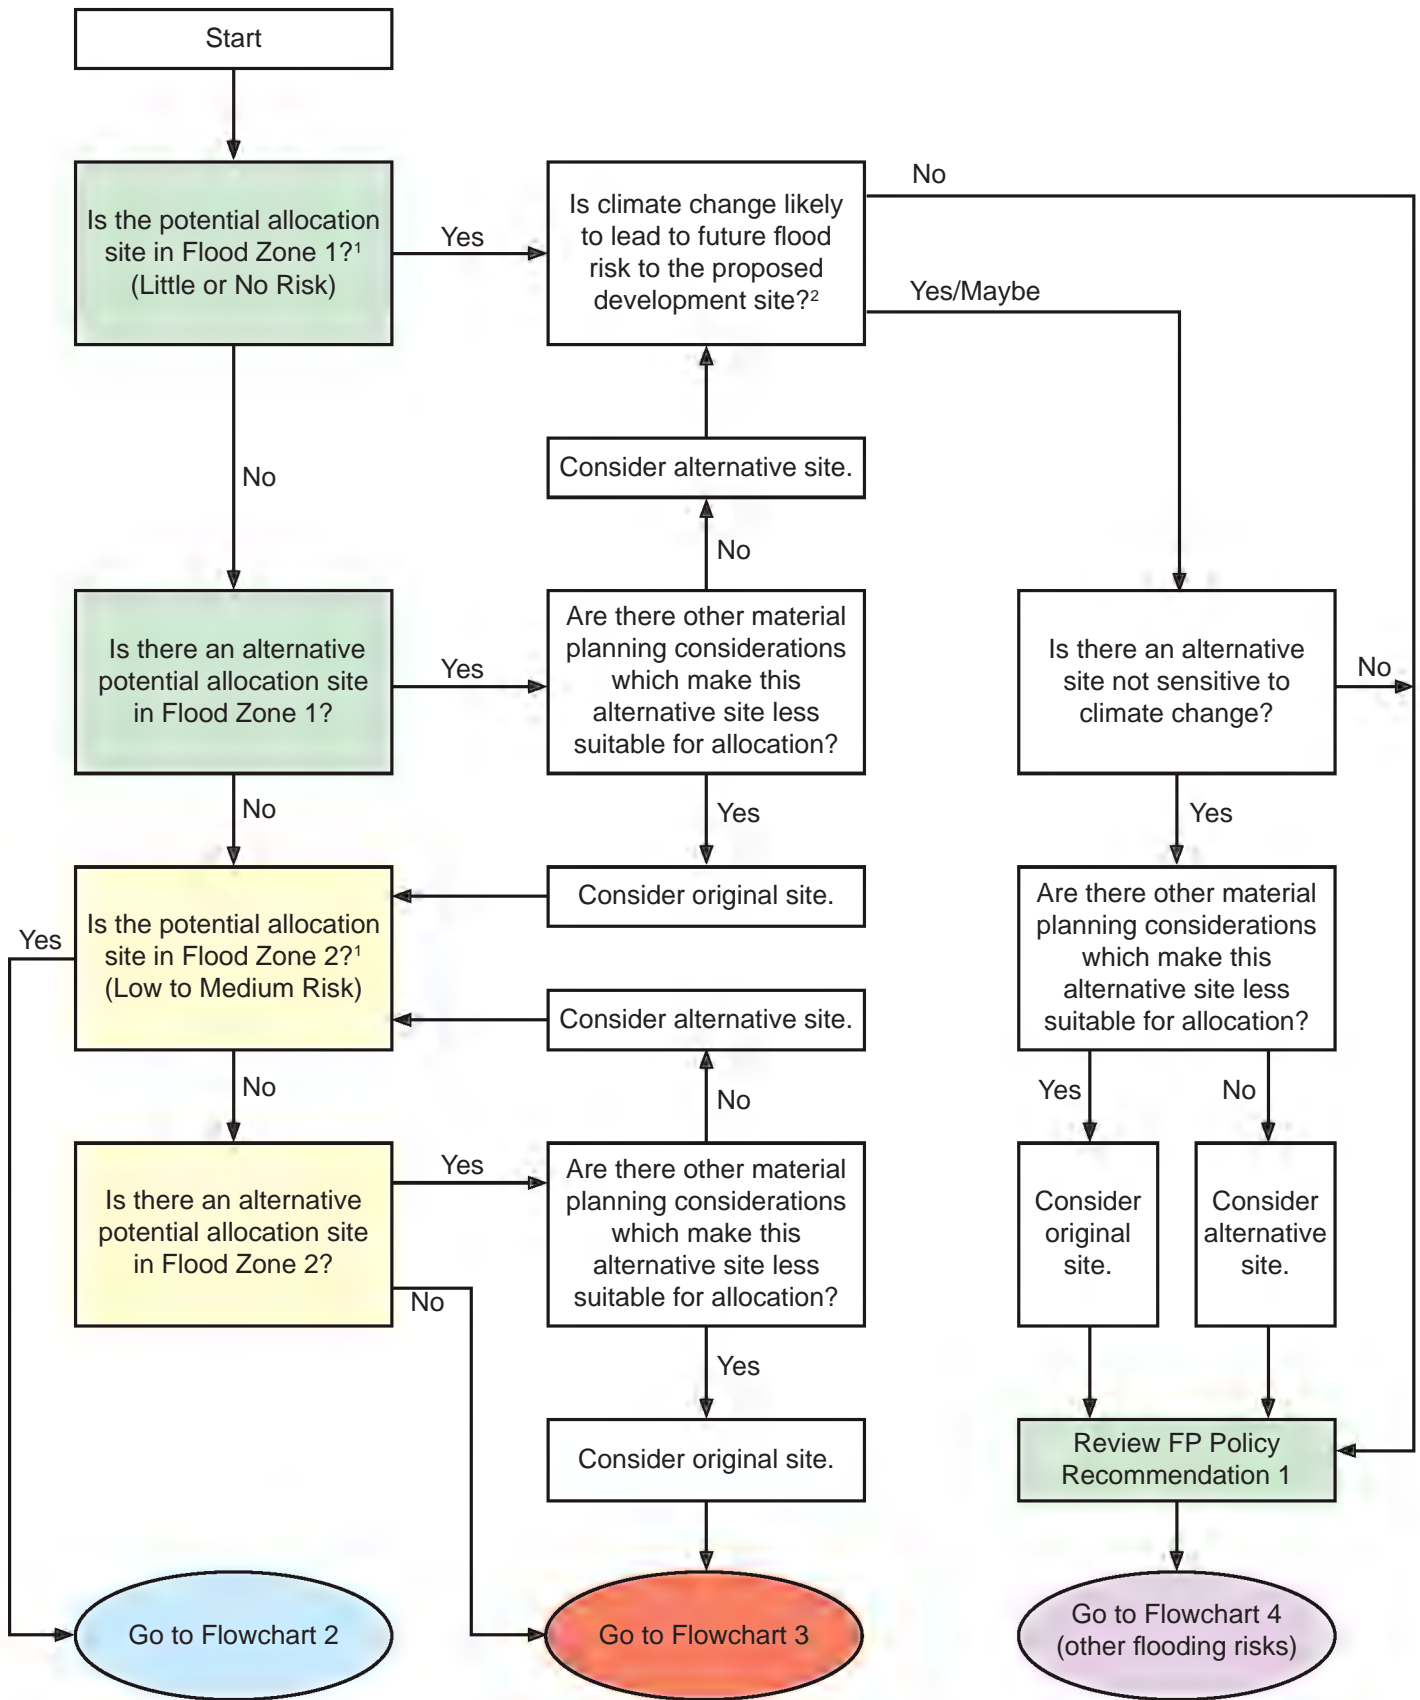 Start
Is the potential allocation
site in Flood Zone 1?¹
(Little or No Risk)
Yes
Is climate change likely
to lead to future flood
risk to the proposed
development site?²
No
Yes/Maybe
No
Consider alternative site.
No
Is there an alternative
potential allocation site
in Flood Zone 1?
Yes
Are there other material
planning considerations
which make this
alternative site less
suitable for allocation?
Is there an alternative
site not sensitive to
climate change?
No
No
Yes
Yes
Is the potential allocation
site in Flood Zone 2?¹
(Low to Medium Risk)
Yes
Consider original site.
Consider alternative site.
Are there other material
planning considerations
which make this
alternative site less
suitable for allocation?
No
No
Yes
No
Is there an alternative
potential allocation site
in Flood Zone 2?
Yes
No
Are there other material
planning considerations
which make this
alternative site less
suitable for allocation?
Consider
original
site.
Consider
alternative
site.
Yes
Consider original site.
Review FP Policy
Recommendation 1
Go to Flowchart 2
Go to Flowchart 3
Go to Flowchart 4
(other flooding risks)